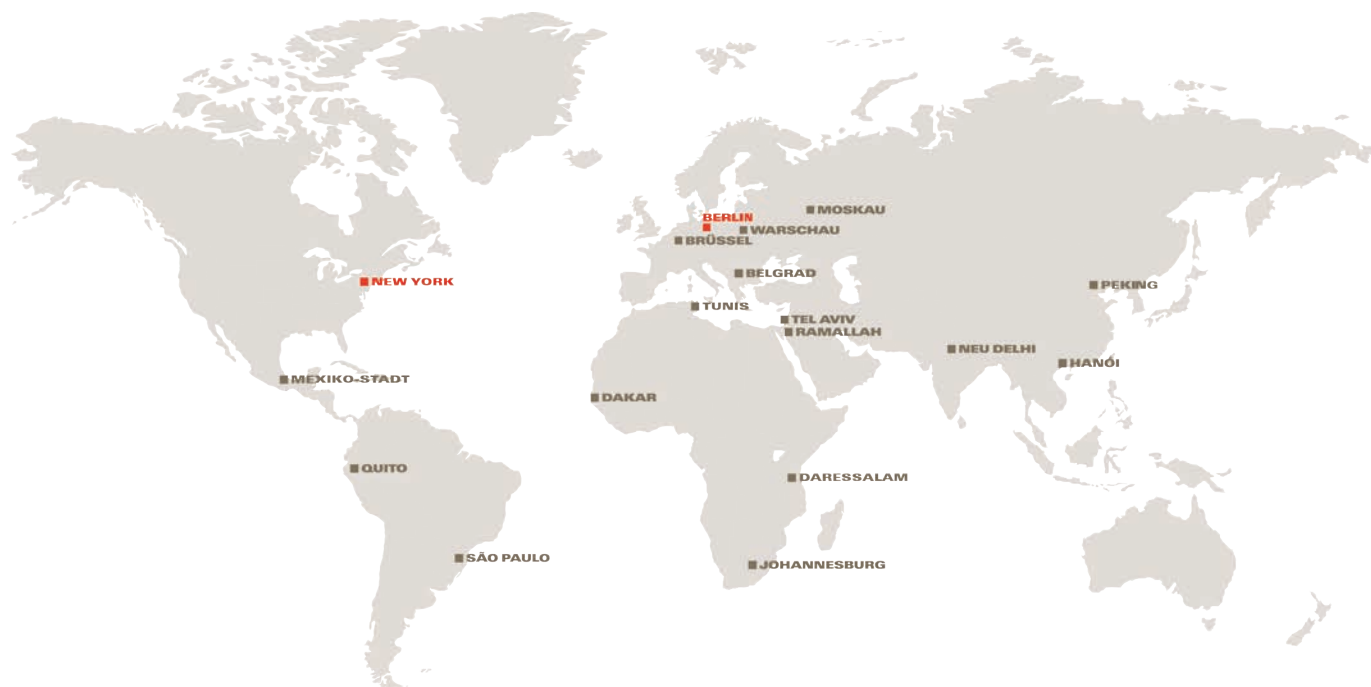 MOSKAU
BERLIN
WARSCHAU
BRÜSSEL
BELGRAD
NEW YORK
PEKING
TUNIS
TEL AVIV
RAMALLAH
NEU DELHI
HANÓI
MEXIKO-STADT
DAKAR
QUITO
DARESSALAM
SÃO PAULO
JOHANNESBURG